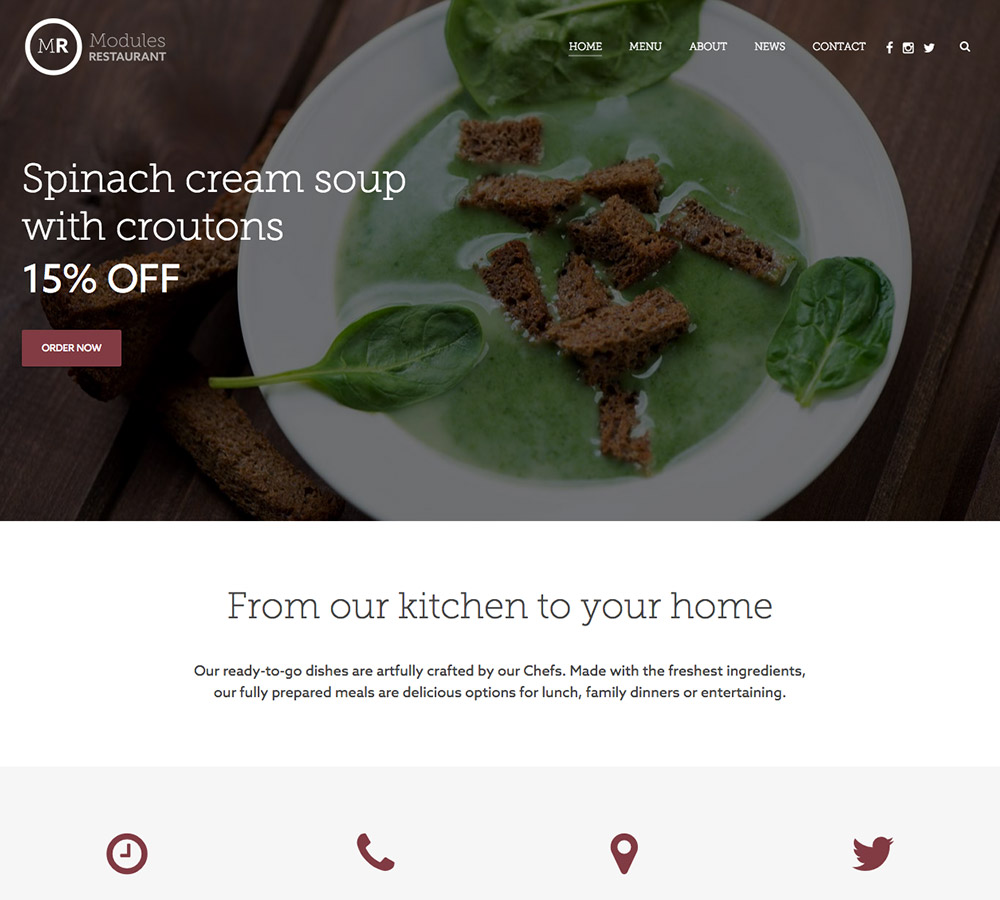 MR
Modules
RESTAURANT
HOME MENU ABOUT NEWS CONTACT
Spinach cream soup
with croutons
15% OFF
ORDER NOW
From our kitchen to your home
Our ready-to-go dishes are artfully crafted by our Chefs. Made with the freshest ingredients,
our fully prepared meals are delicious options for lunch, family dinners or entertaining.